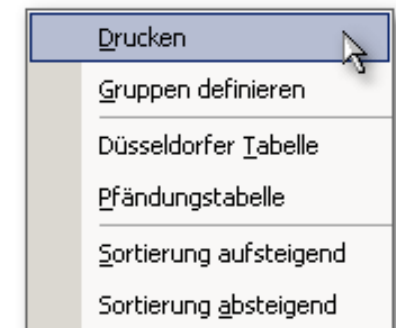 Drucken
Gruppen definieren
Düsseldorfer Tabelle
Pfändungstabelle
Sortierung aufsteigend
Sortierung absteigend